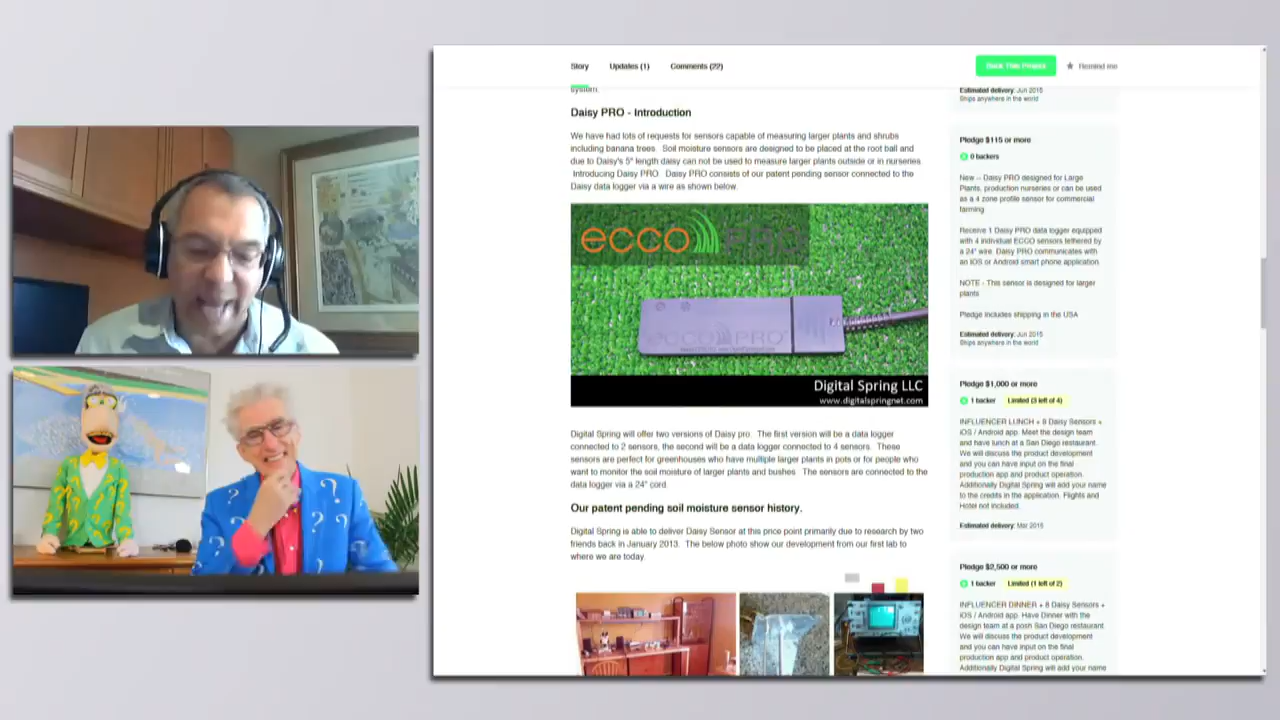 Story Updates (1) Comments (22)
Back This Project
Remind me
system.
Daisy PRO - Introduction
We have had lots of requests for sensors capable of measuring larger plants and shrubs
including banana trees. Soil moisture sensors are designed to be placed at the root ball and
due to Daisy's 5" length daisy can not be used to measure larger plants outside or in nurseries
Introducing Daisy PRO Daisy PRO consists of our patent pending sensor connected to the
Daisy data logger via a wire as shown below.
ecco
ecco PRO
Digital Spring LLC
www.digitalspringnet.com
Digital Spring will offer two versions of Daisy pro. The first version will be a data logger
connected to 2 sensors, the second will be a data logger connected to 4 sensors. These
sensors are perfect for greenhouses who have multiple larger plants in pots or for people who
want to monitor the soil moisture of larger plants and bushes. The sensors are connected to the
data logger via a 24" cord.
Our patent pending soil moisture sensor history.
Digital Spring is able to deliver Daisy Sensor at this price point primarily due to research by two
friends back in January 2013. The below photo show our development from our first lab to
where we are today.
Estimated delivery: Jun 2015
Ships anywhere in the world
Pledge $115 or more
0 backers
New -- Daisy PRO designed for Large
Plants, production nurseries or can be used
as a 4 zone profile sensor for commercial
farming
Receive 1 Daisy PRO data logger equipped
with 4 individual ECCO sensors tethered by
a 24" wire. Daisy PRO communicates with
an iOS or Android smart phone application.
NOTE - This sensor is designed for larger
plants
Pledge includes shipping in the USA
Estimated delivery: Jun 2015
Ships anywhere in the world
Pledge $1,000 or more
1 backer Limited (3 left of 4)
INFLUENCER LUNCH + 8 Daisy Sensors +
iOS / Android app. Meet the design team
and have lunch at a San Diego restaurant.
We will discuss the product development
and you can have input on the final
production app and product operation.
Additionally Digital Spring will add your name
to the credits in the application. Flights and
Hotel not included.
Estimated delivery: Mar 2015
Pledge $2,500 or more
1 backer Limited (1 left of 2)
INFLUENCER DINNER + 8 Daisy Sensors +
iOS / Android app. Have Dinner with the
design team at a posh San Diego restaurant.
We will discuss the product development
and you can have input on the final
production app and product operation.
Additionally Digital Spring will add your name